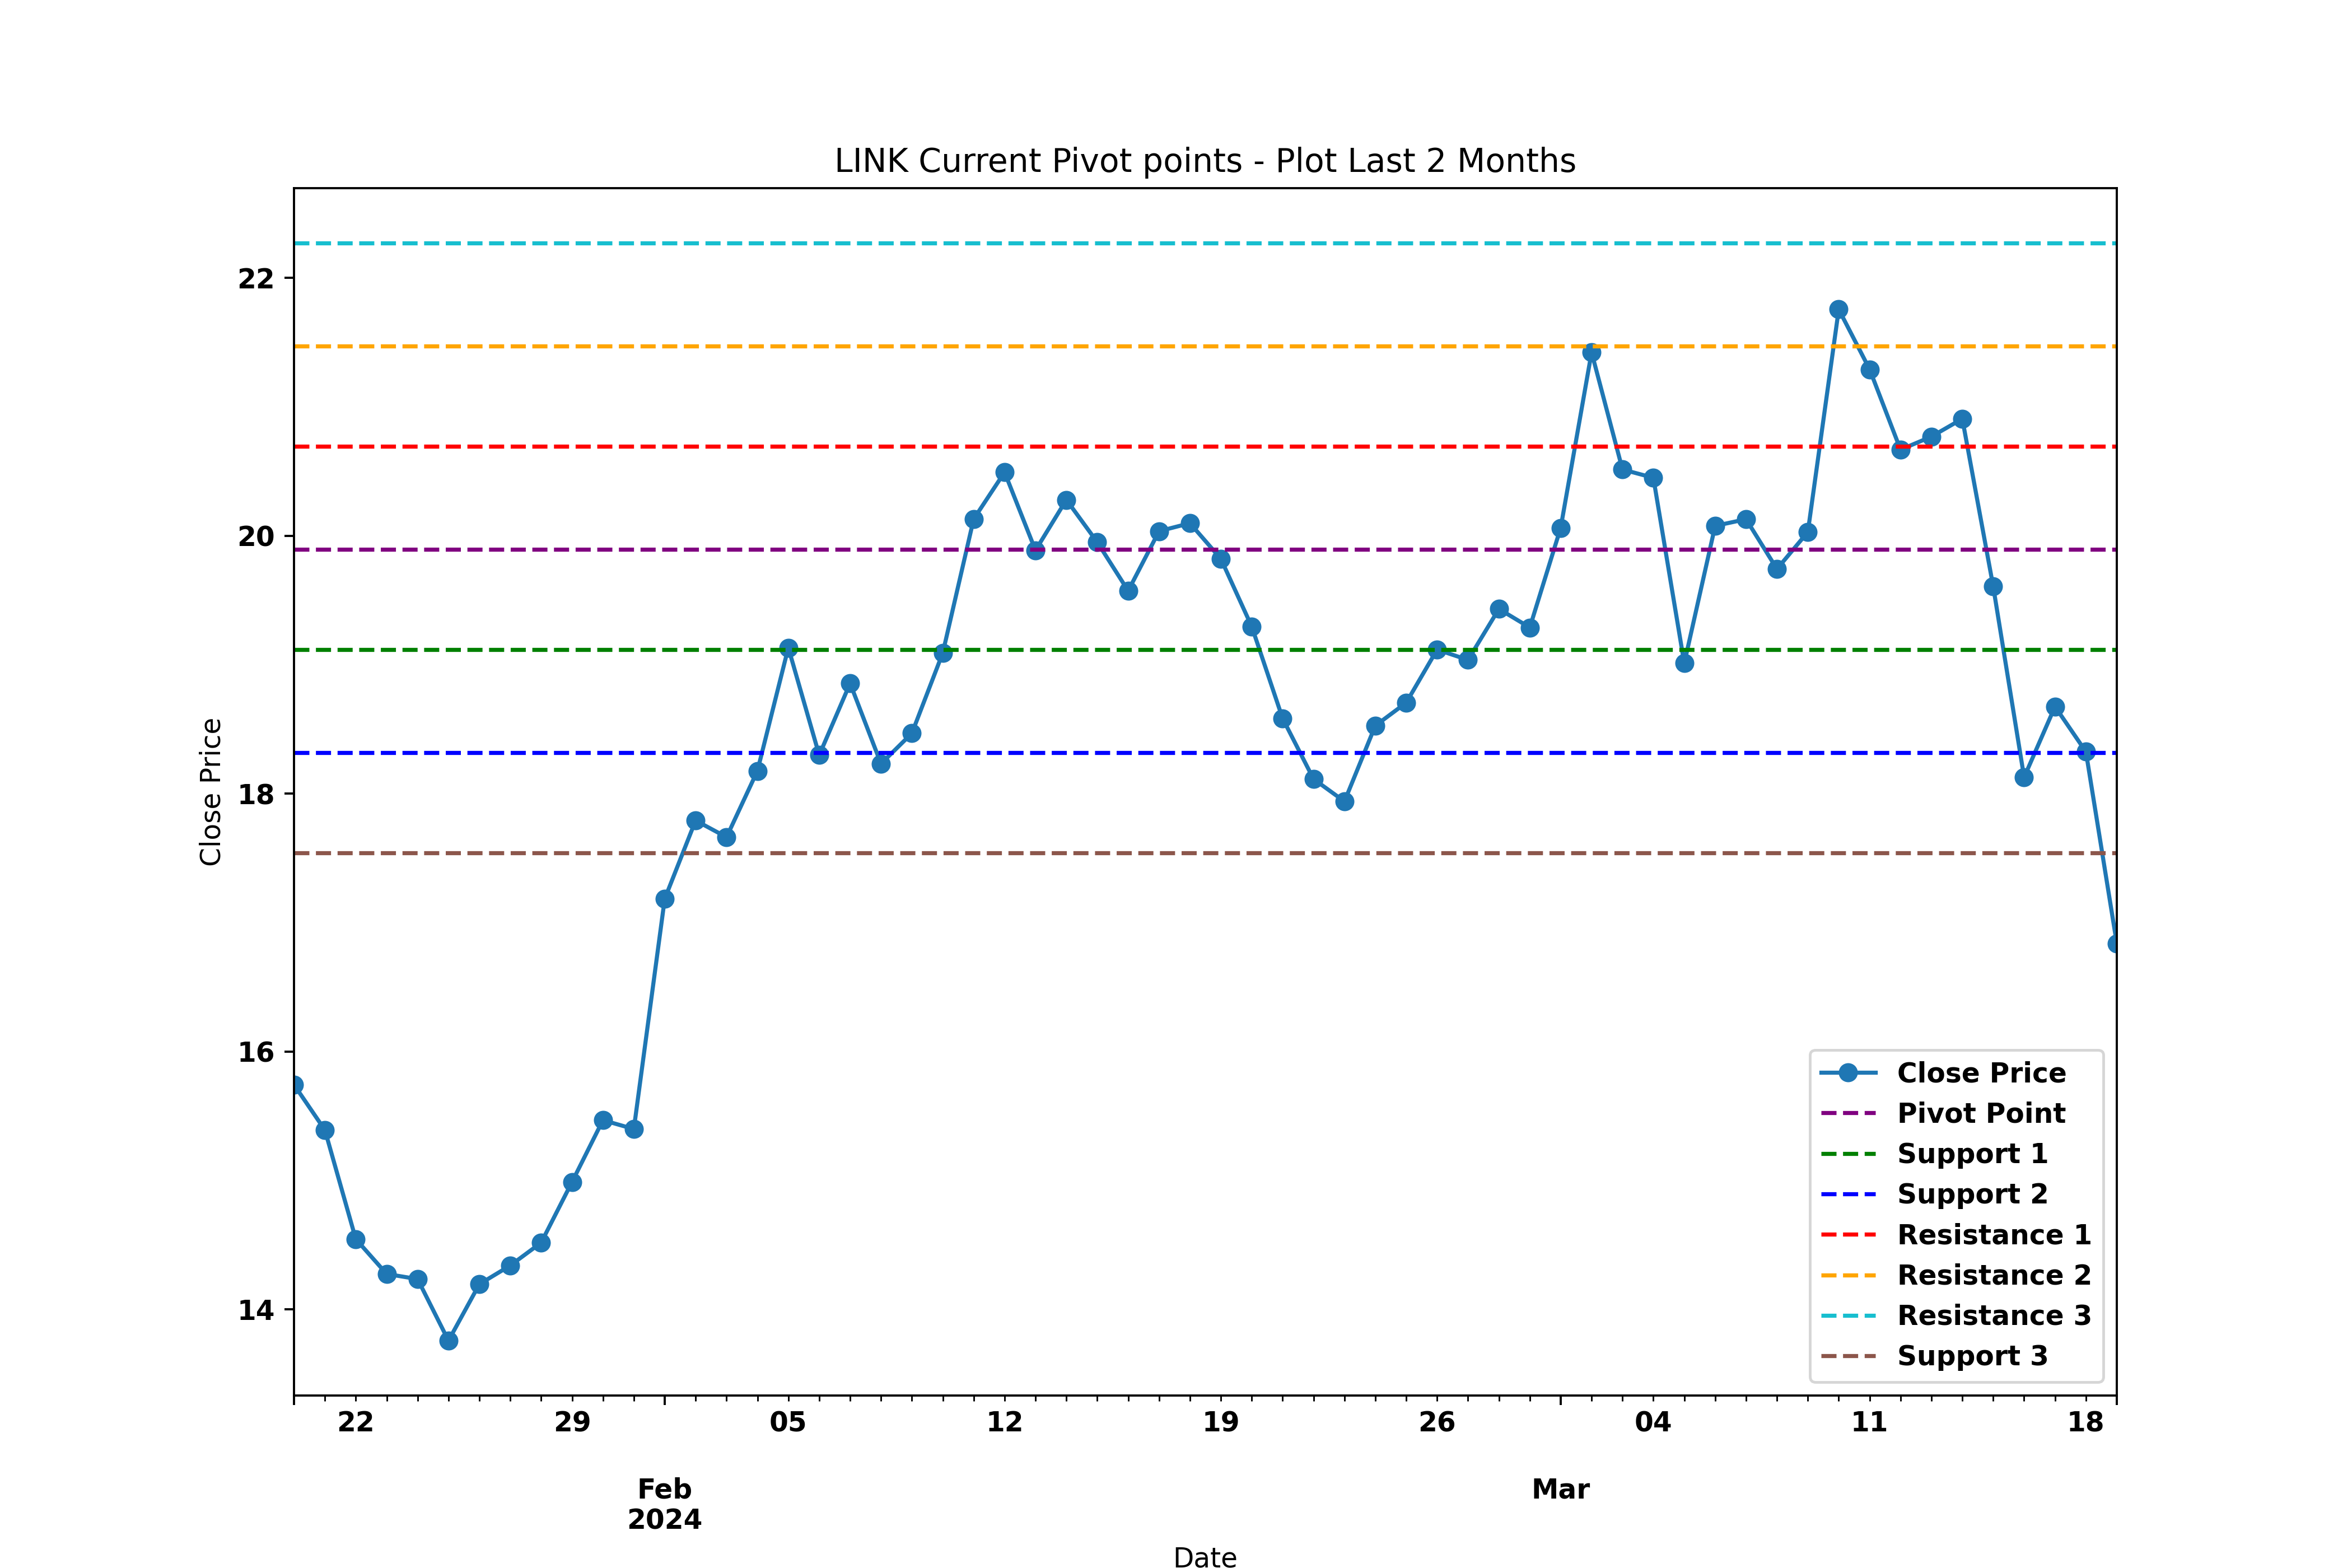 LINK Current Pivot points - Plot Last 2 Months
Close Price
22
20
18
16
14
Close Price
Pivot Point
Support 1
Support 2
Resistance 1
Resistance 2
Resistance 3
Support 3
22 29 05 12 19 26 04 11 18
Feb Mar
2024
Date